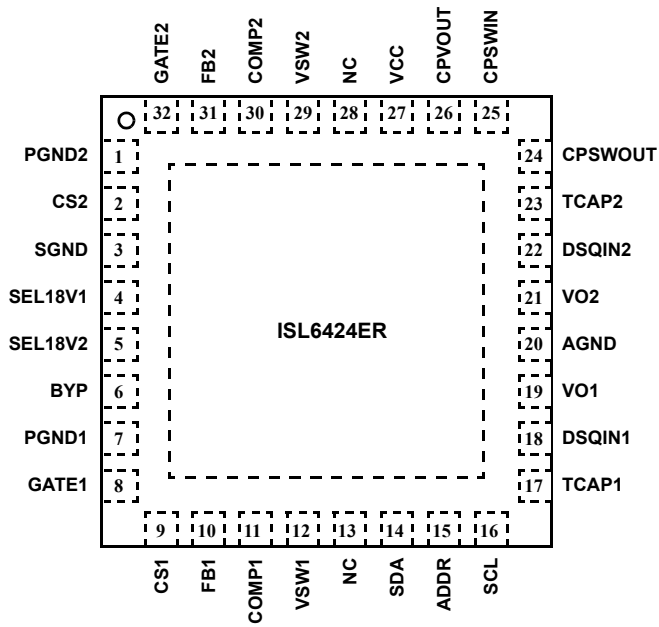 GATE2
FB2
COMP2
VSW2
NC
VCC
CPVOUT
CPSWIN
32 31 30 29 28 27 26 25
PGND2 1 24 CPSWOUT
CS2 2 23 TCAP2
SGND 3 22 DSQIN2
SEL18V1 4 21 VO2
ISL6424ER
SEL18V2 5 20 AGND
BYP 6 19 VO1
PGND1 7 18 DSQIN1
GATE1 8 17 TCAP1
9 10 11 12 13 14 15 16
CS1
FB1
COMP1
VSW1
NC
SDA
ADDR
SCL